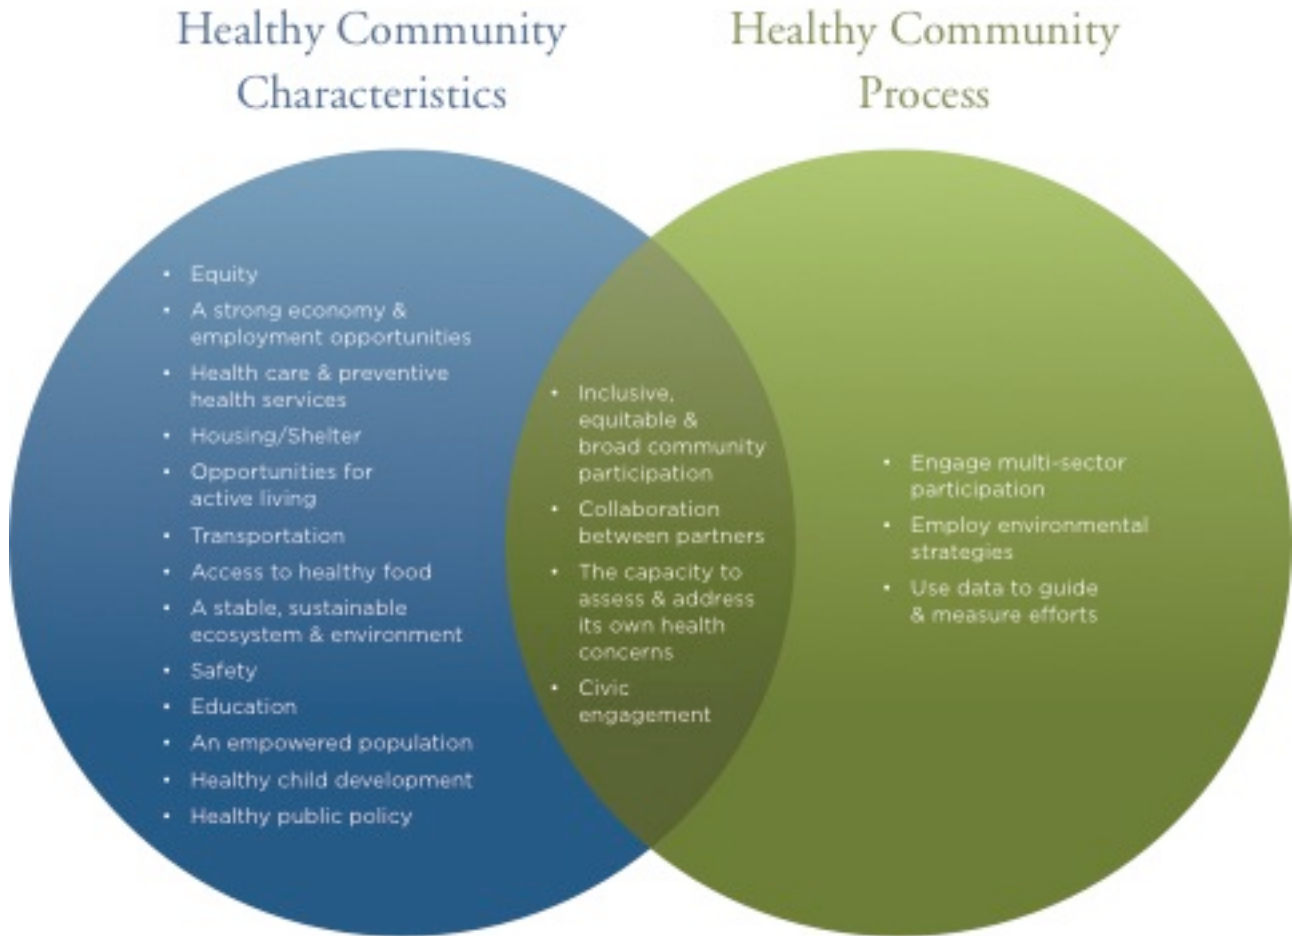 Healthy Community
Characteristics
Healthy Community
Process
• Equity
• A strong economy &
employment opportunities
• Health care & preventive
health services
• Housing/Shelter
• Opportunities for
active living
• Transportation
• Access to healthy food
• A stable, sustainable
ecosystem & environment
• Safety
• Education
• An empowered population
• Healthy child development
• Healthy public policy
• Inclusive,
equitable &
broad community
participation
• Collaboration
between partners
• The capacity to
assess & address
its own health
concerns
• Civic
engagement
• Engage multi-sector
participation
• Employ environmental
strategies
• Use data to guide
& measure efforts